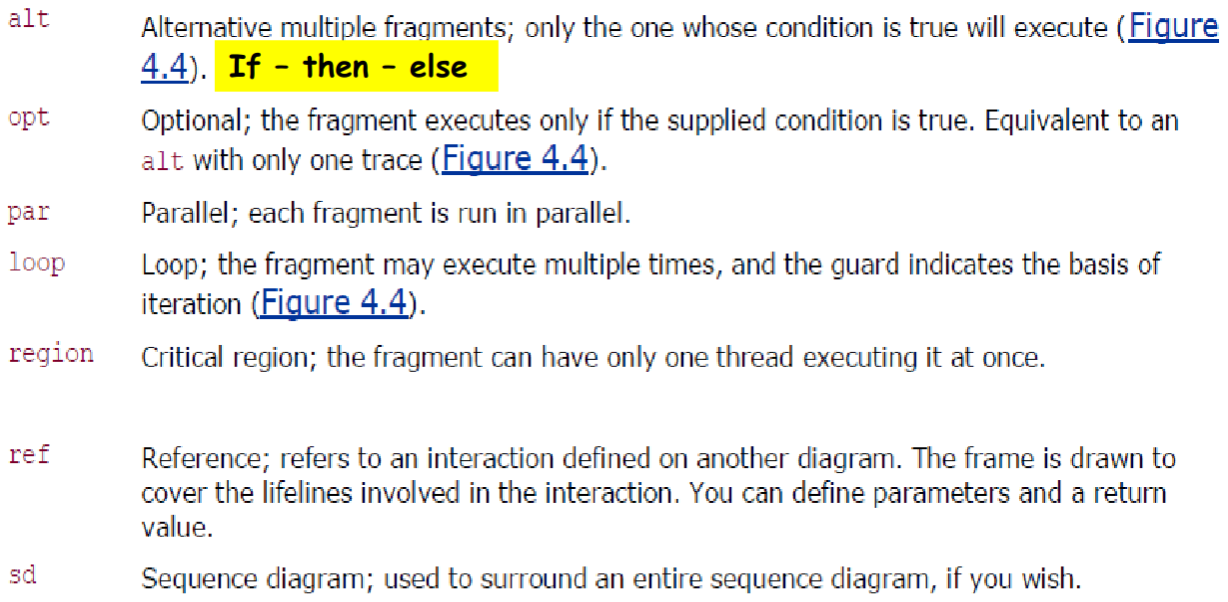 alt Alternative multiple fragments; only the one whose condition is true will execute (Figure
4.4). If – then – else
opt Optional; the fragment executes only if the supplied condition is true. Equivalent to an
alt with only one trace (Figure 4.4).
par Parallel; each fragment is run in parallel.
loop Loop; the fragment may execute multiple times, and the guard indicates the basis of
iteration (Figure 4.4).
region Critical region; the fragment can have only one thread executing it at once.
ref Reference; refers to an interaction defined on another diagram. The frame is drawn to
cover the lifelines involved in the interaction. You can define parameters and a return
value.
sd Sequence diagram; used to surround an entire sequence diagram, if you wish.